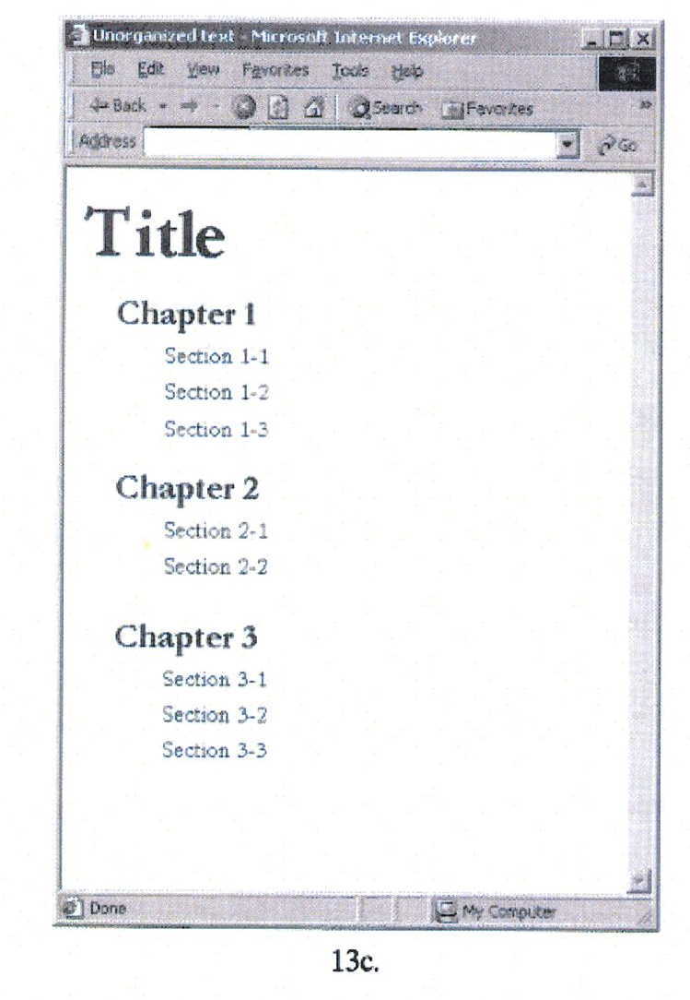 Unorganized text - Microsoft Internet Explorer
File Edit View Favorites Tools Help
Back Search Favorites
Address Go
Title
Chapter 1
Section 1-1
Section 1-2
Section 1-3
Chapter 2
Section 2-1
Section 2-2
Chapter 3
Section 3-1
Section 3-2
Section 3-3
Done My Computer
13c.